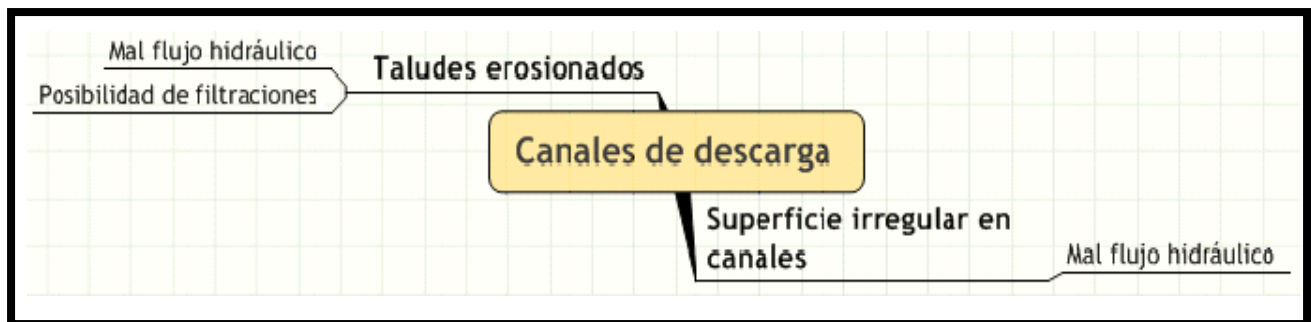 Mal flujo hidráulico
Posibilidad de filtraciones
Taludes erosionados
Canales de descarga
Superficie irregular en
canales
Mal flujo hidráulico